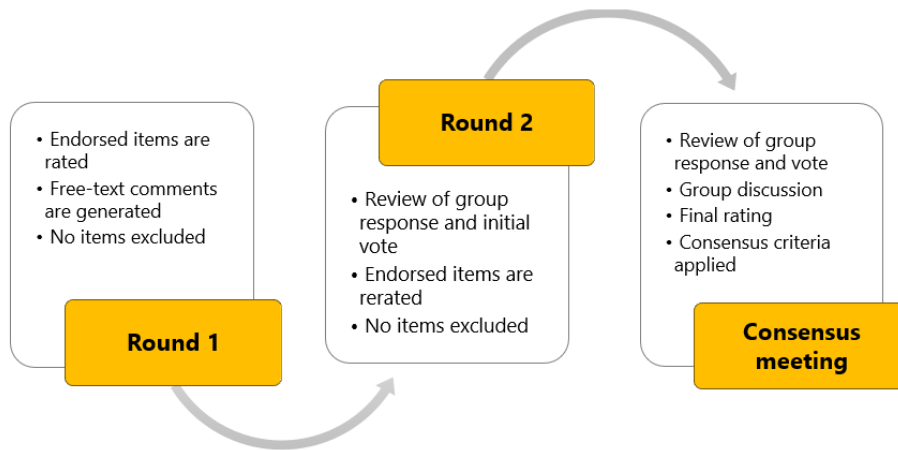 • Endorsed items are
rated
• Free-text comments
are generated
• No items excluded
Round 1
Round 2
• Review of group
response and initial
vote
• Endorsed items are
rerated
• No items excluded
• Review of group
response and vote
• Group discussion
• Final rating
• Consensus criteria
applied
Consensus
meeting